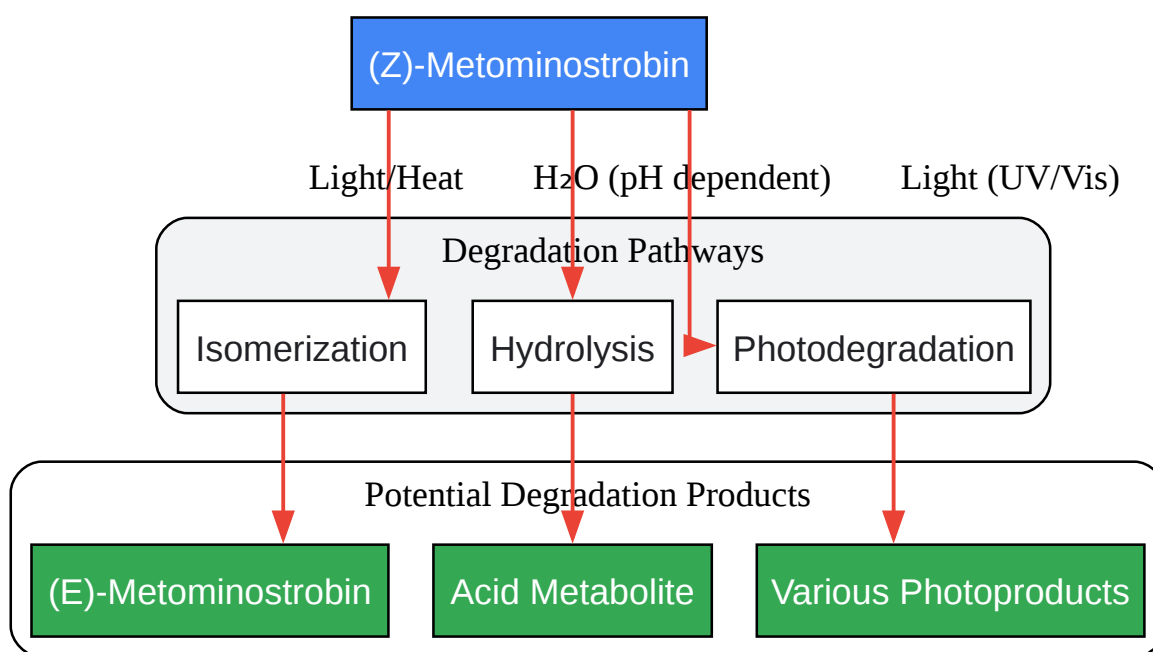 (Z)-Metominostrobin
Light/Heat
H₂O (pH dependent)
Light (UV/Vis)
Degradation Pathways
Isomerization
Hydrolysis
Photodegradation
Potential Degradation Products
(E)-Metominostrobin
Acid Metabolite
Various Photoproducts